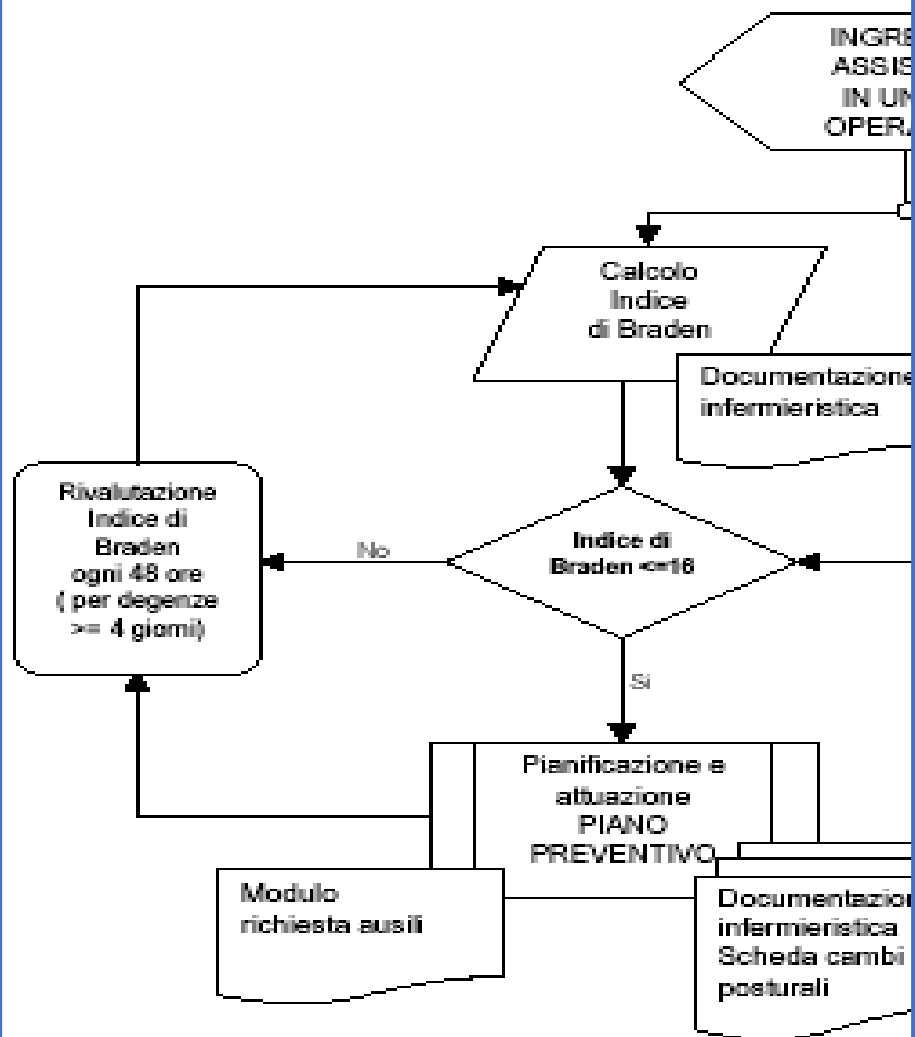 INGRE
ASSIS
IN UN
OPERA
Calcolo
Indice
di Braden
Documentazione
infermieristica
Rivalutazione
Indice di
Braden
ogni 48 ore
( per degenze
>= 4 giorni)
No
Indice di
Braden <=16
Si
Pianificazione e
attuazione
PIANO
PREVENTIVO
Modulo
richiesta ausili
Documentazion
infermieristica
Scheda cambi
posturali